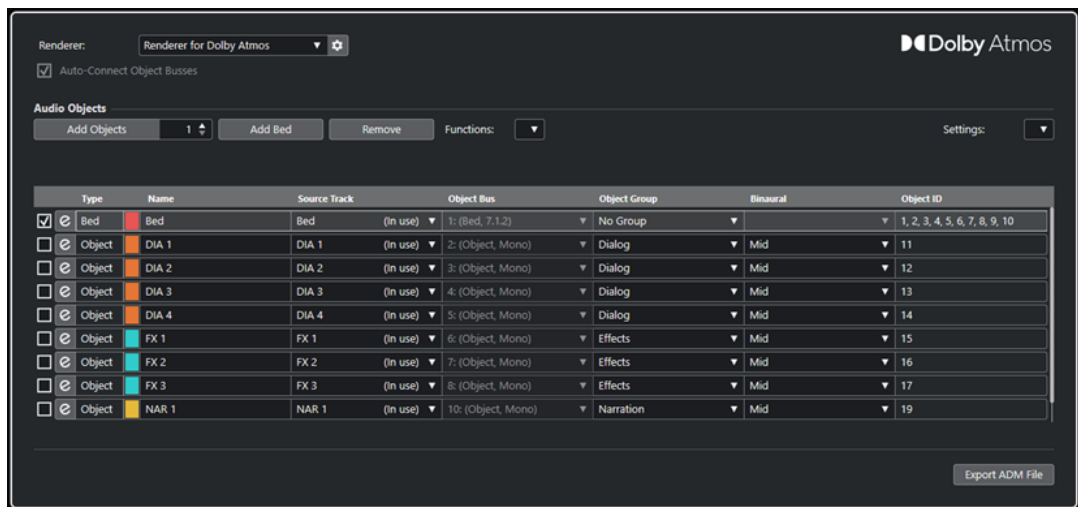 Renderer: Renderer for Dolby Atmos
Dolby Atmos
Auto-Connect Object Busses
Audio Objects
Add Objects 1 Add Bed Remove Functions: Settings:
Type Name Source Track Object Bus Object Group Binaural Object ID
Bed Bed Bed (In use) 1: (Bed, 7.1.2) No Group 1, 2, 3, 4, 5, 6, 7, 8, 9, 10
Object DIA 1 DIA 1 (In use) 2: (Object, Mono) Dialog Mid 11
Object DIA 2 DIA 2 (In use) 3: (Object, Mono) Dialog Mid 12
Object DIA 3 DIA 3 (In use) 4: (Object, Mono) Dialog Mid 13
Object DIA 4 DIA 4 (In use) 5: (Object, Mono) Dialog Mid 14
Object FX 1 FX 1 (In use) 6: (Object, Mono) Effects Mid 15
Object FX 2 FX 2 (In use) 7: (Object, Mono) Effects Mid 16
Object FX 3 FX 3 (In use) 8: (Object, Mono) Effects Mid 17
Object NAR 1 NAR 1 (In use) 10: (Object, Mono) Narration Mid 19
Export ADM File